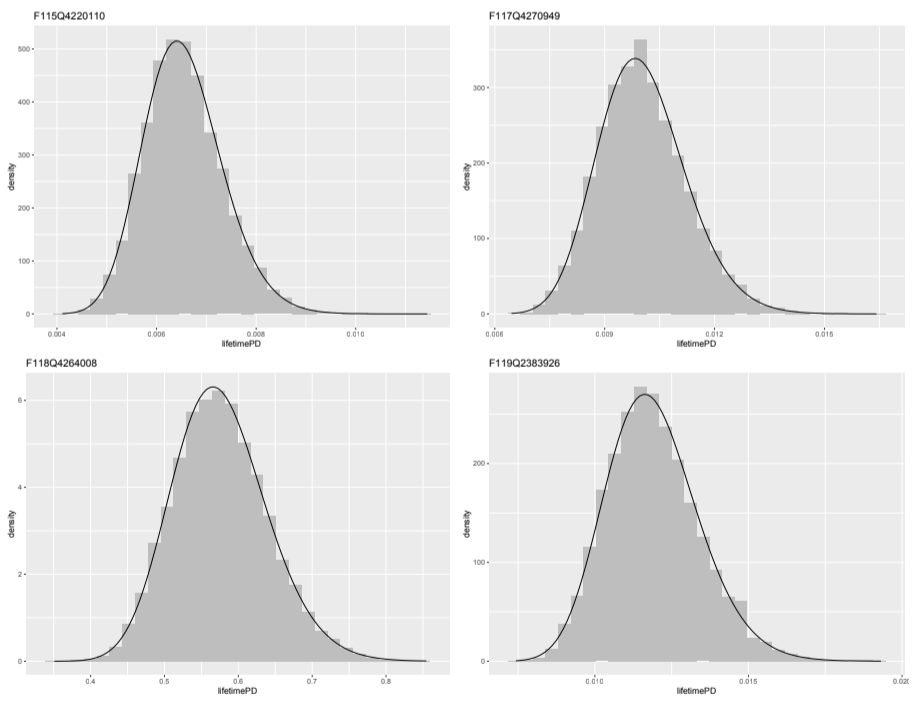 F115Q4220110
F117Q4270949
500
400
300
200
100
0
density
0.004
0.006
0.008
0.010
lifetimePD
300
200
100
0
density
0.006
0.009
0.012
0.015
lifetimePD
F118Q4264008
F119Q2383926
6
4
2
0
density
0.4
0.5
0.6
0.7
0.8
lifetimePD
200
100
0
density
0.010
0.015
0.020
lifetimePD